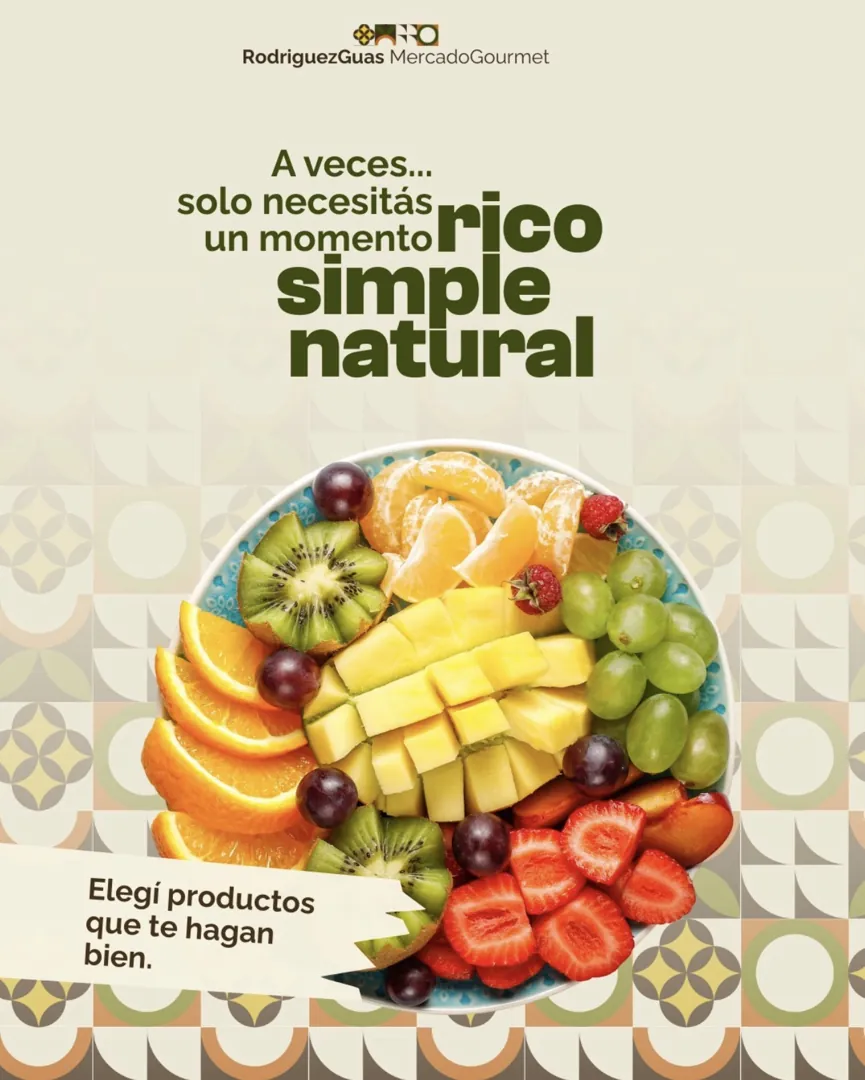 RodriguezGuas MercadoGourmet
A veces...
solo necesitás
un momento rico
simple
natural
Elegí productos
que te hagan
bien.